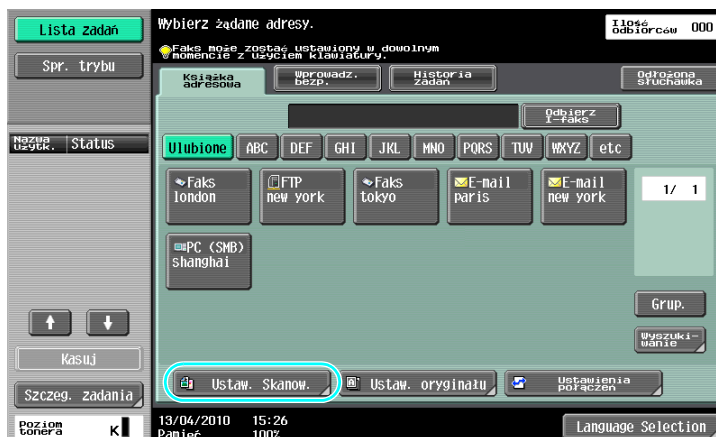 Lista zadań
Spr. trybu
Nazwa
użytk.
Status
Kasuj
Szczeg. zadania
Poziom
tonera
K
Wybierz żądane adresy.
Ilość
odbiorców
000
Faks może zostać ustawiony w dowolnym
momencie z użyciem klawiatury.
Książka
adresowa
Wprowadz.
bezp.
Historia
zadań
Odłożona
słuchawka
Odbierz
I-faks
Ulubione
ABC
DEF
GHI
JKL
MNO
PQRS
TUV
WXYZ
etc
Faks
london
FTP
new york
Faks
tokyo
E-mail
paris
E-mail
new york
1/ 1
PC (SMB)
shanghai
Grup.
Wyszuki-
wanie
Ustaw. Skanow.
Ustaw. oryginału
Ustawienia
połączeń
13/04/2010 15:26
Pamięć 100%
Language Selection